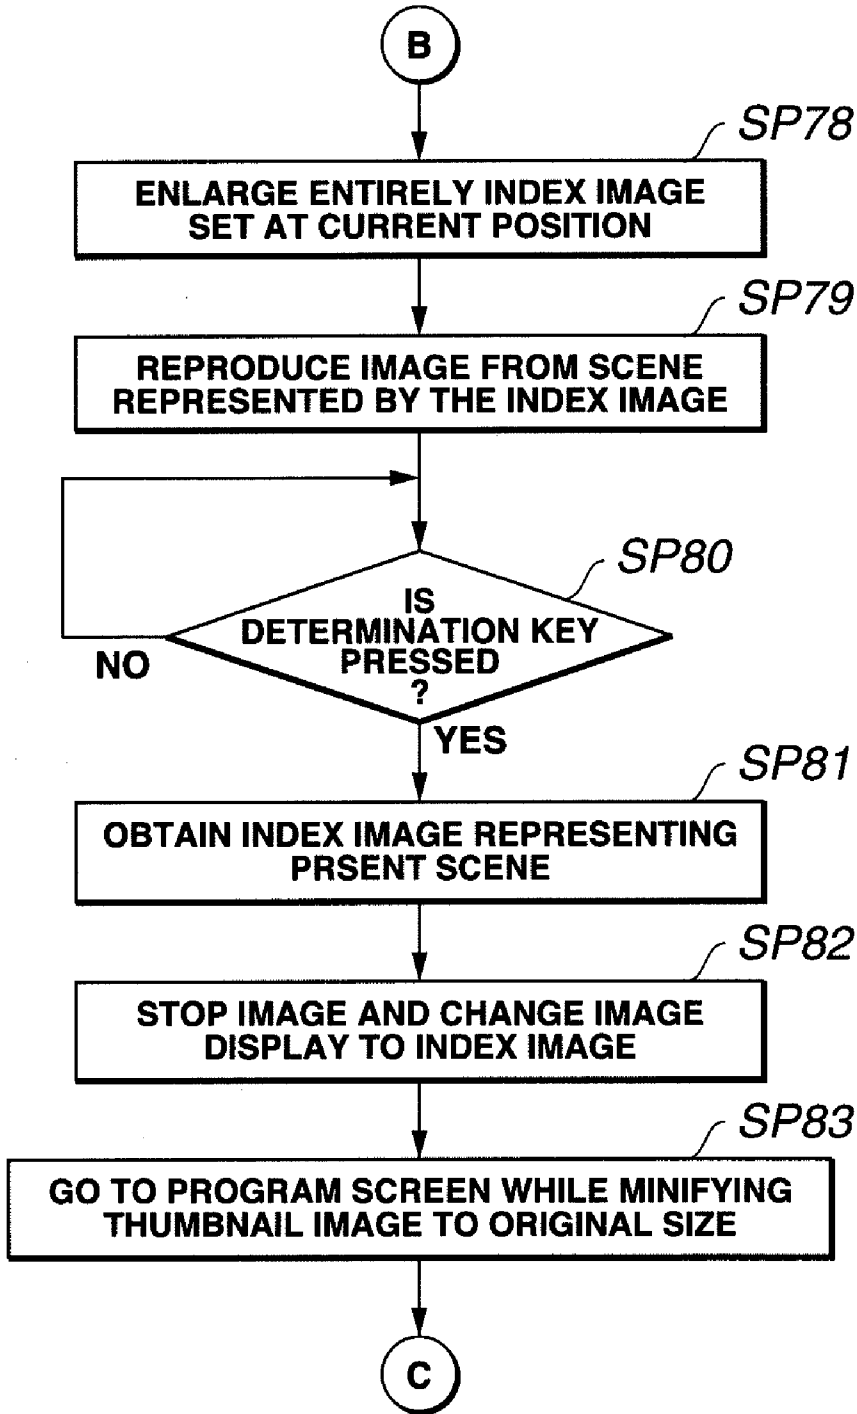 B
SP78
ENLARGE ENTIRELY INDEX IMAGE
SET AT CURRENT POSITION
SP79
REPRODUCE IMAGE FROM SCENE
REPRESENTED BY THE INDEX IMAGE
SP80
IS
DETERMINATION KEY
PRESSED
?
NO
YES
SP81
OBTAIN INDEX IMAGE REPRESENTING
PRSENT SCENE
SP82
STOP IMAGE AND CHANGE IMAGE
DISPLAY TO INDEX IMAGE
SP83
GO TO PROGRAM SCREEN WHILE MINIFYING
THUMBNAIL IMAGE TO ORIGINAL SIZE
C